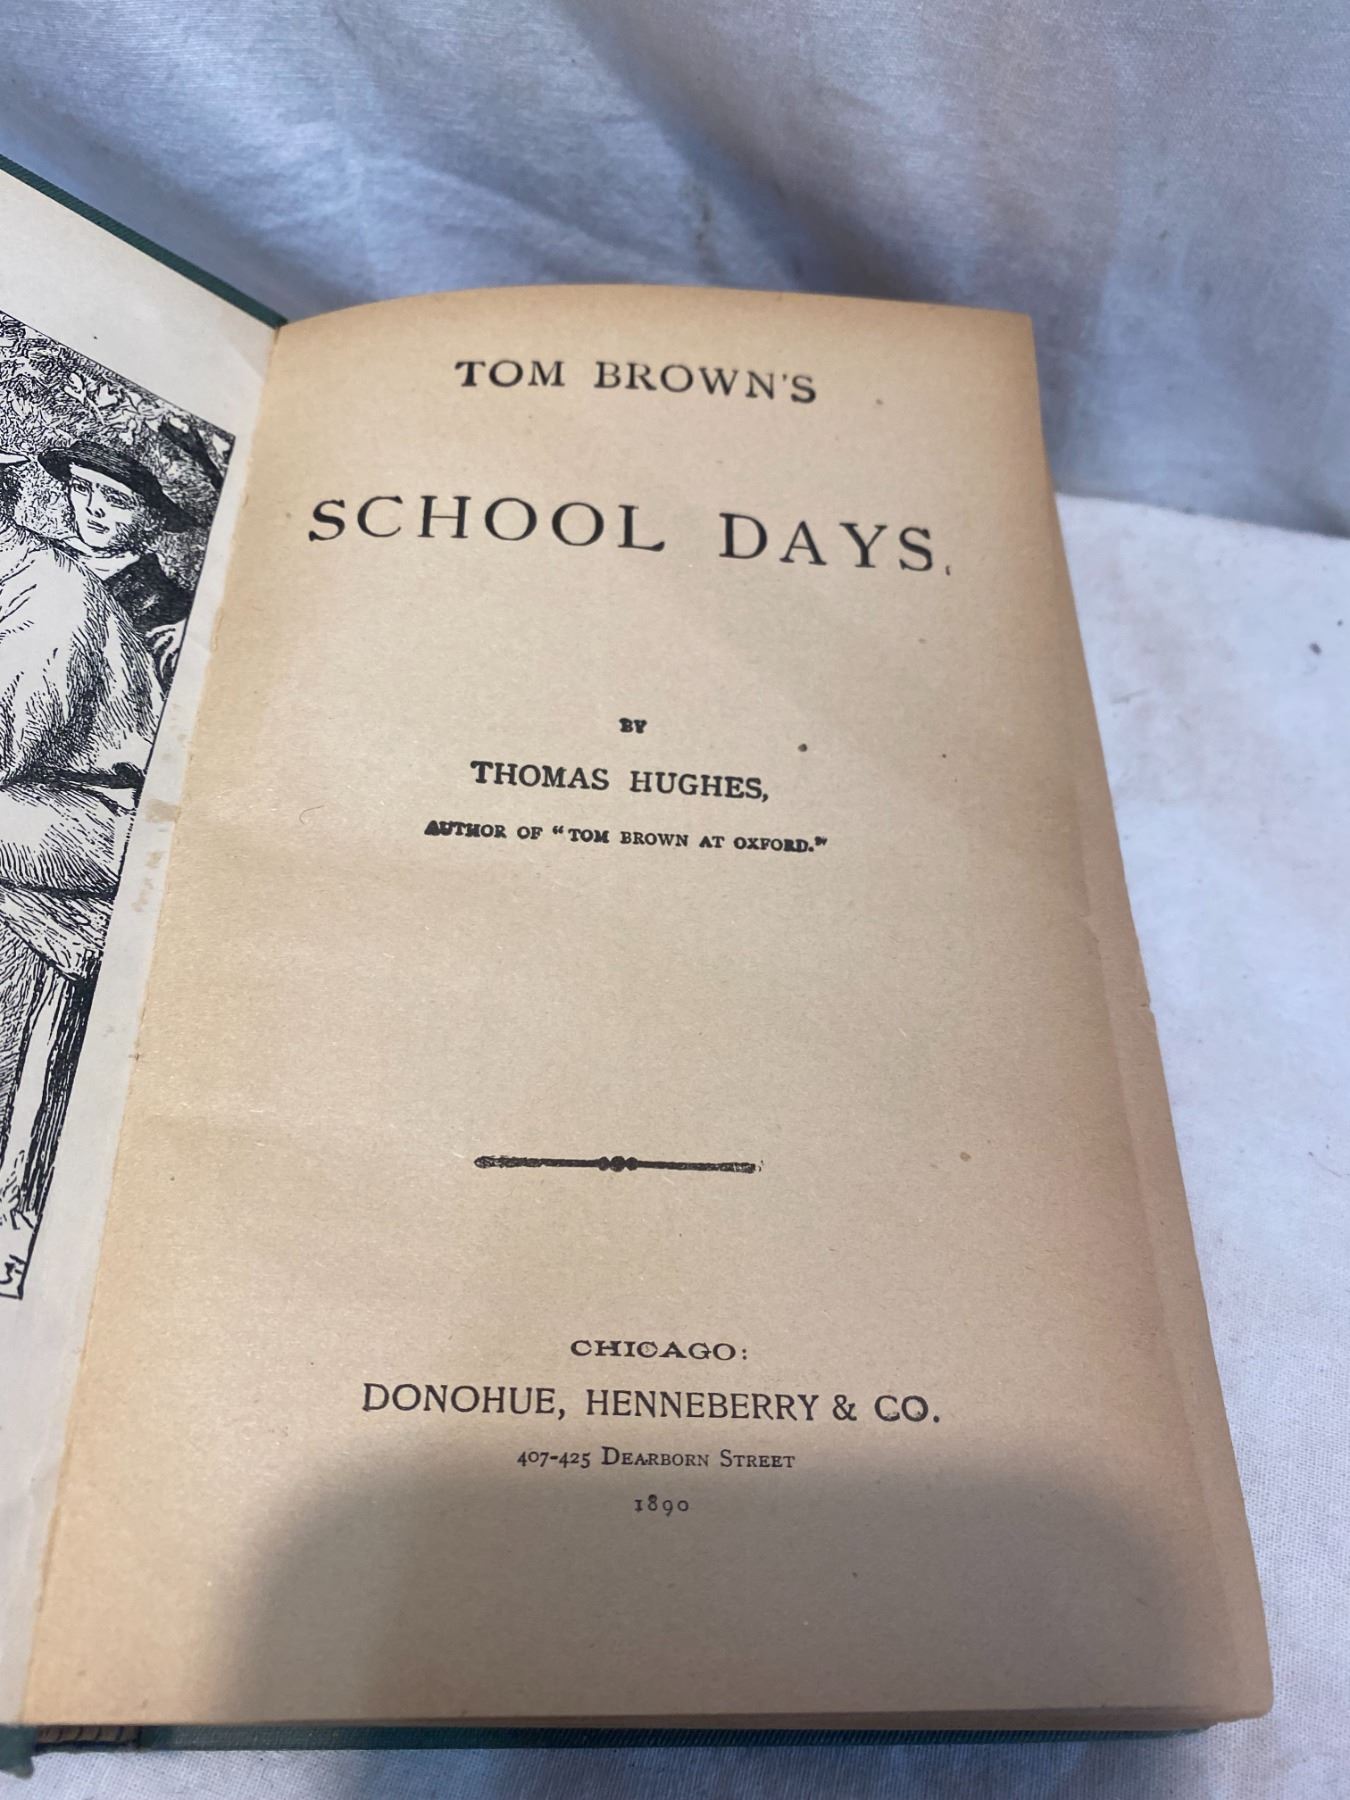 TOM BROWN'S
SCHOOL DAYS.
BY
THOMAS HUGHES,
AUTHOR OF "TOM BROWN AT OXFORD."
CHICAGO:
DONOHUE, HENNEBERRY & CO.
407-425 DEARBORN STREET
1890